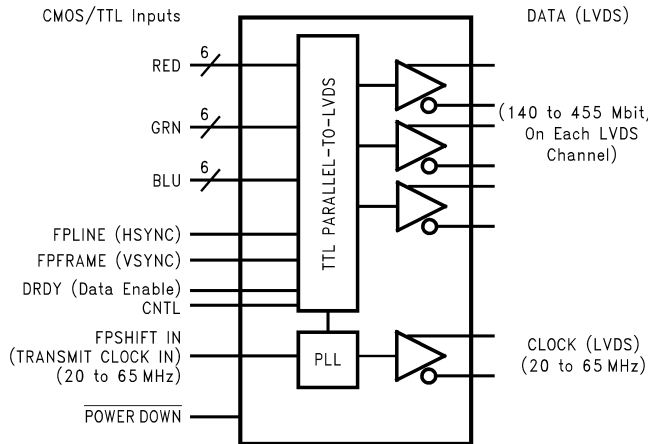 CMOS/TTL Inputs
DATA (LVDS)
RED
6
GRN
6
BLU
6
TTL PARALLEL-TO-LVDS
(140 to 455 Mbit/
On Each LVDS
Channel)
FPLINE (HSYNC)
FPFRAME (VSYNC)
DRDY (Data Enable)
CNTL
FPSHIFT IN
(TRANSMIT CLOCK IN)
(20 to 65 MHz)
PLL
CLOCK (LVDS)
(20 to 65 MHz)
POWER DOWN